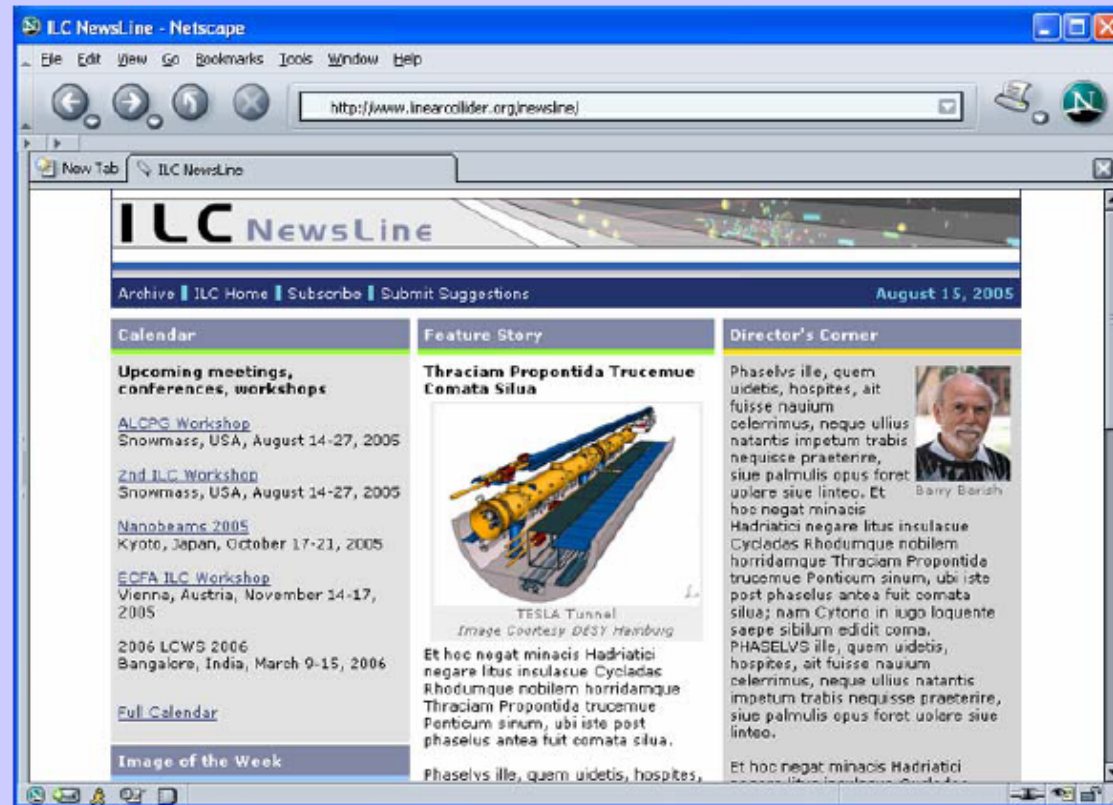 ILC NewsLine - Netscape
File Edit View Go Bookmarks Tools Window Help
http://www.linearcollider.org/newsline/
New Tab ILC NewsLine
ILC NEWSLINE
Archive ILC Home Subscribe Submit Suggestions August 15, 2005
Calendar
Upcoming meetings,
conferences, workshops
ALCPG Workshop
Snowmass, USA, August 14-27, 2005
2nd ILC Workshop
Snowmass, USA, August 14-27, 2005
Nanobeams 2005
Kyoto, Japan, October 17-21, 2005
ECFA ILC Workshop
Vienna, Austria, November 14-17,
2005
2006 LCWS 2006
Bangalore, India, March 9-15, 2006
Full Calendar
Image of the Week
Feature Story
Thraciam Propontida Trucemue
Comata Silua
TESLA Tunnel
Image Courtesy DESY Hamburg
Et hoc negat minacis Hadriatici
negare litus insulasue Cycladas
Rhodumque nobilem horridamque
Thraciam Propontida trucemue
Ponticum sinum, ubi iste post
phaselus antea fuit comata silua.
Phaselvs ille, quem uidetis, hospites,
Director's Corner
Phaselvs ille, quem
uidetis, hospites, ait
fuisse nauium
celerrimus, neque ullius
natantis impetum trabis
nequisse praeterire,
siue palmulis opus foret
uolare siue linteo. Et
hoc negat minacis
Barry Barish
Hadriatici negare litus insulasue
Cycladas Rhodumque nobilem
horridamque Thraciam Propontida
trucemue Ponticum sinum, ubi iste
post phaselus antea fuit comata
silua; nam Cytorio in iugo loquente
saepe sibilum edidit coma.
PHASELVS ille, quem uidetis,
hospites, ait fuisse nauium
celerrimus, neque ullius natantis
impetum trabis nequisse praeterire,
siue palmulis opus foret uolare siue
linteo.
Et hoc negat minacis Hadriatici